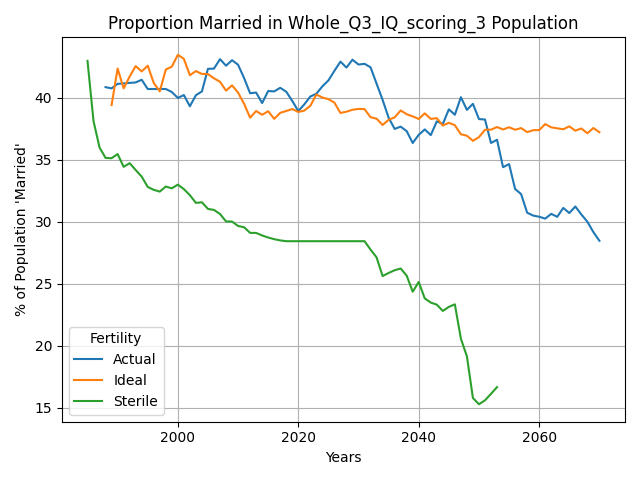 Proportion Married in Whole_Q3_IQ_scoring_3 Population
% of Population 'Married'
40
35
30
25
20
15
Fertility
Actual
Ideal
Sterile
2000 2020 2040 2060
Years